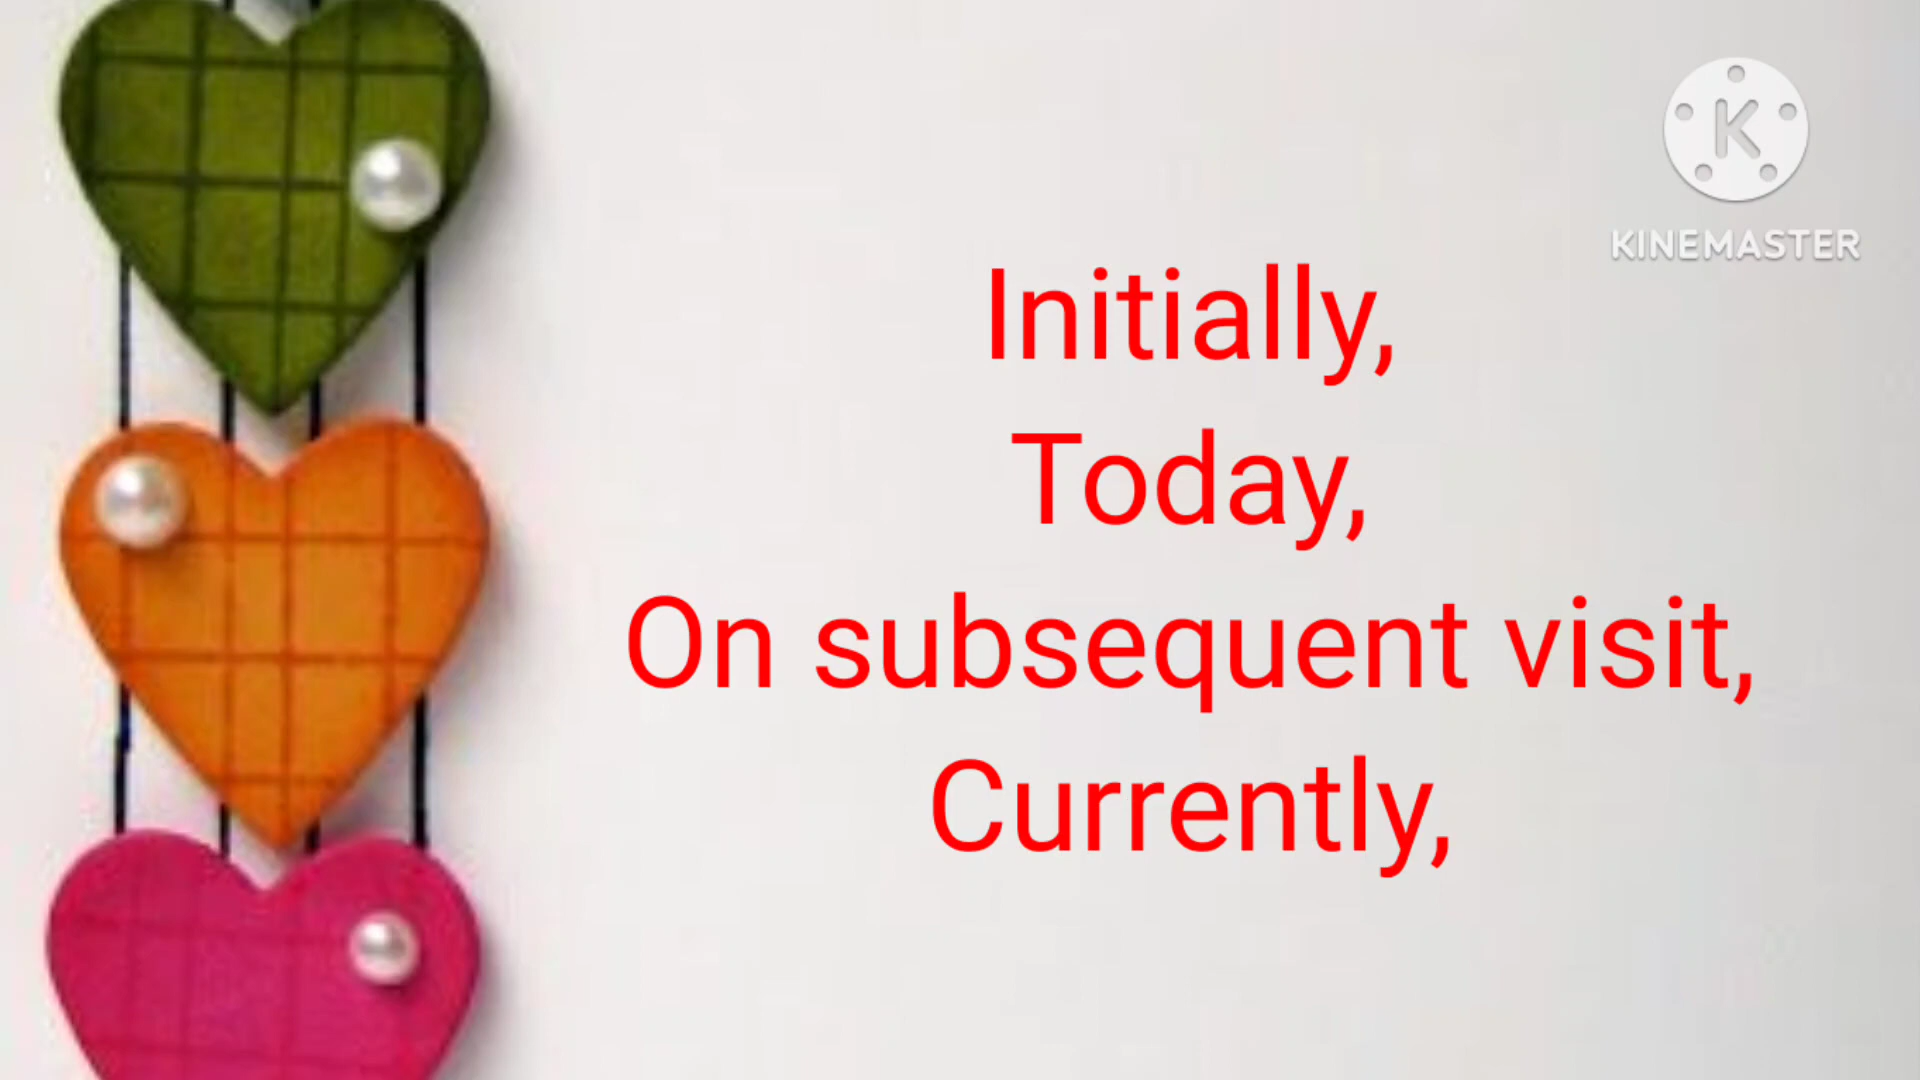 K
KINEMASTER
Initially,
Today,
On subsequent visit,
Currently,